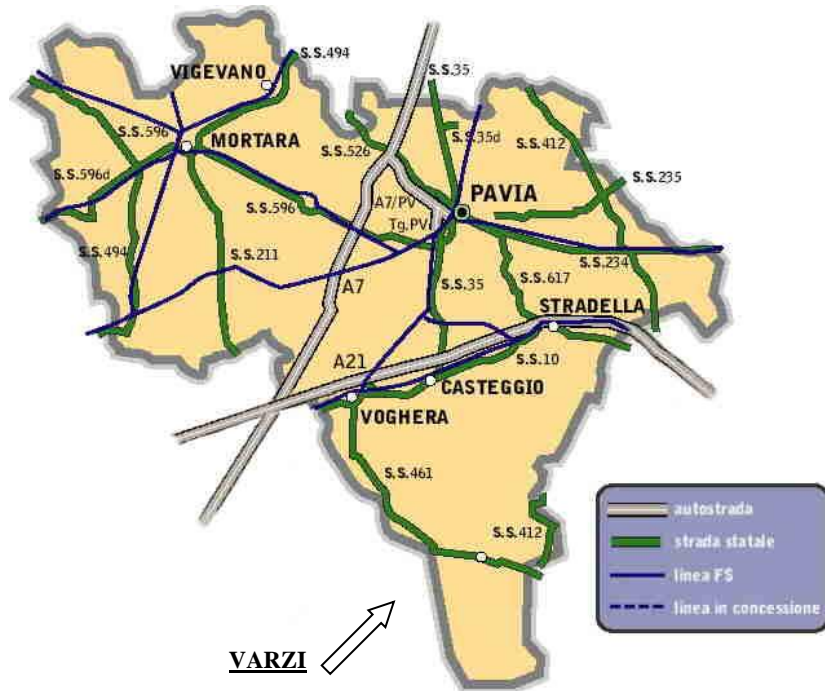 S.S.494
VIGEVANO
S.S.35
S.S.596
MORTARA
S.S.526
S.S.35d
S.S.412
S.S.596d
S.S.235
A7/PV
PAVIA
S.S.596
Tg.PV
S.S.494
S.S.211
S.S.234
S.S.35
S.S.617
A7
STRADELLA
A21
S.S.10
CASTEGGIO
VOGHERA
S.S.461
autostrada
S.S.412
strada statale
linea FS
linea in concessione
VARZI